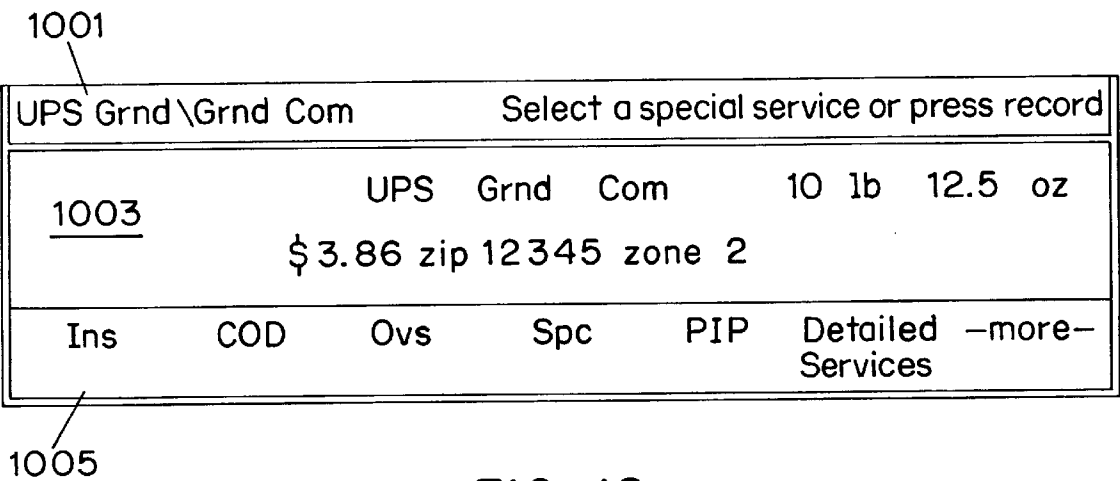 1001
UPS Grnd \Grnd Com Select a special service or press record
1003
UPS Grnd Com 10 lb 12.5 oz
$3.86 zip 12345 zone 2
Ins COD Ovs Spc PIP Detailed Services –more–
1005